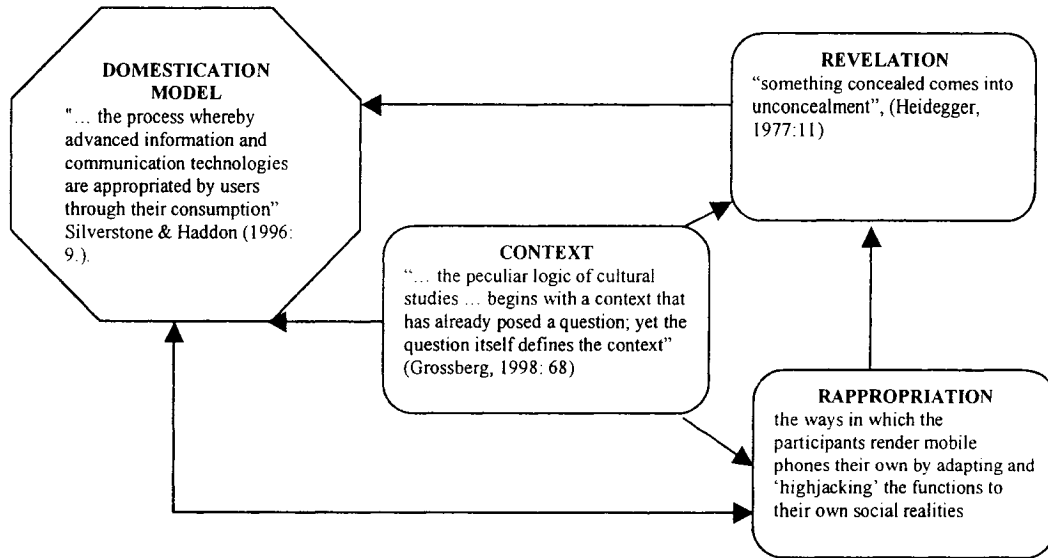 DOMESTICATION
MODEL
"... the process whereby
advanced information and
communication technologies
are appropriated by users
through their consumption"
Silverstone & Haddon (1996:
9.).
REVELATION
“something concealed comes into
unconcealment”, (Heidegger,
1977:11)
CONTEXT
“... the peculiar logic of cultural
studies ... begins with a context that
has already posed a question; yet the
question itself defines the context”
(Grossberg, 1998: 68)
RAPPROPRIATION
the ways in which the
participants render mobile
phones their own by adapting and
‘highjacking’ the functions to
their own social realities